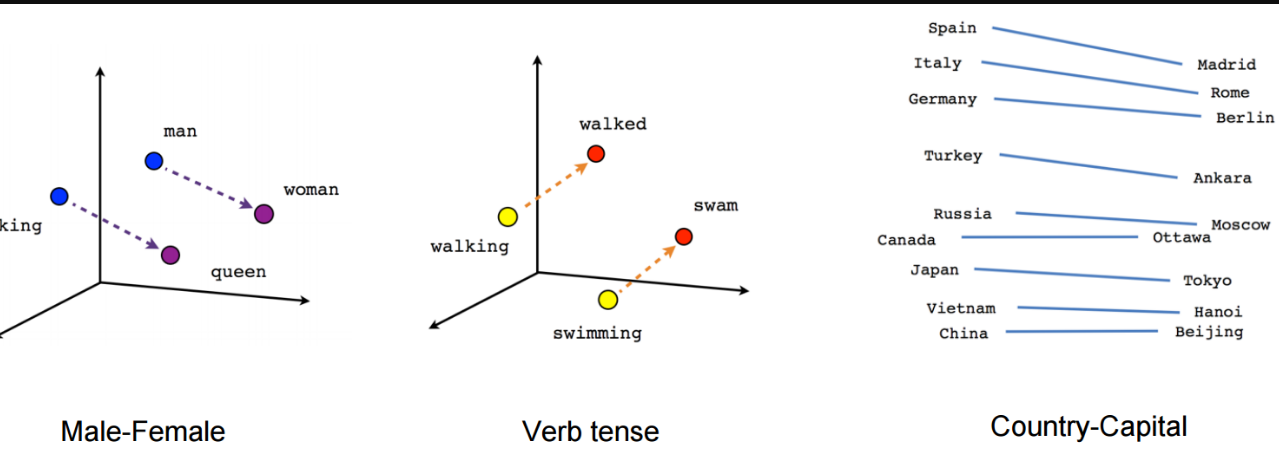 man
woman
king
queen
Male-Female
walked
swam
walking
swimming
Verb tense
Spain
Madrid
Italy
Rome
Germany
Berlin
Turkey
Ankara
Russia
Moscow
Canada
Ottawa
Japan
Tokyo
Vietnam
Hanoi
China
Beijing
Country-Capital